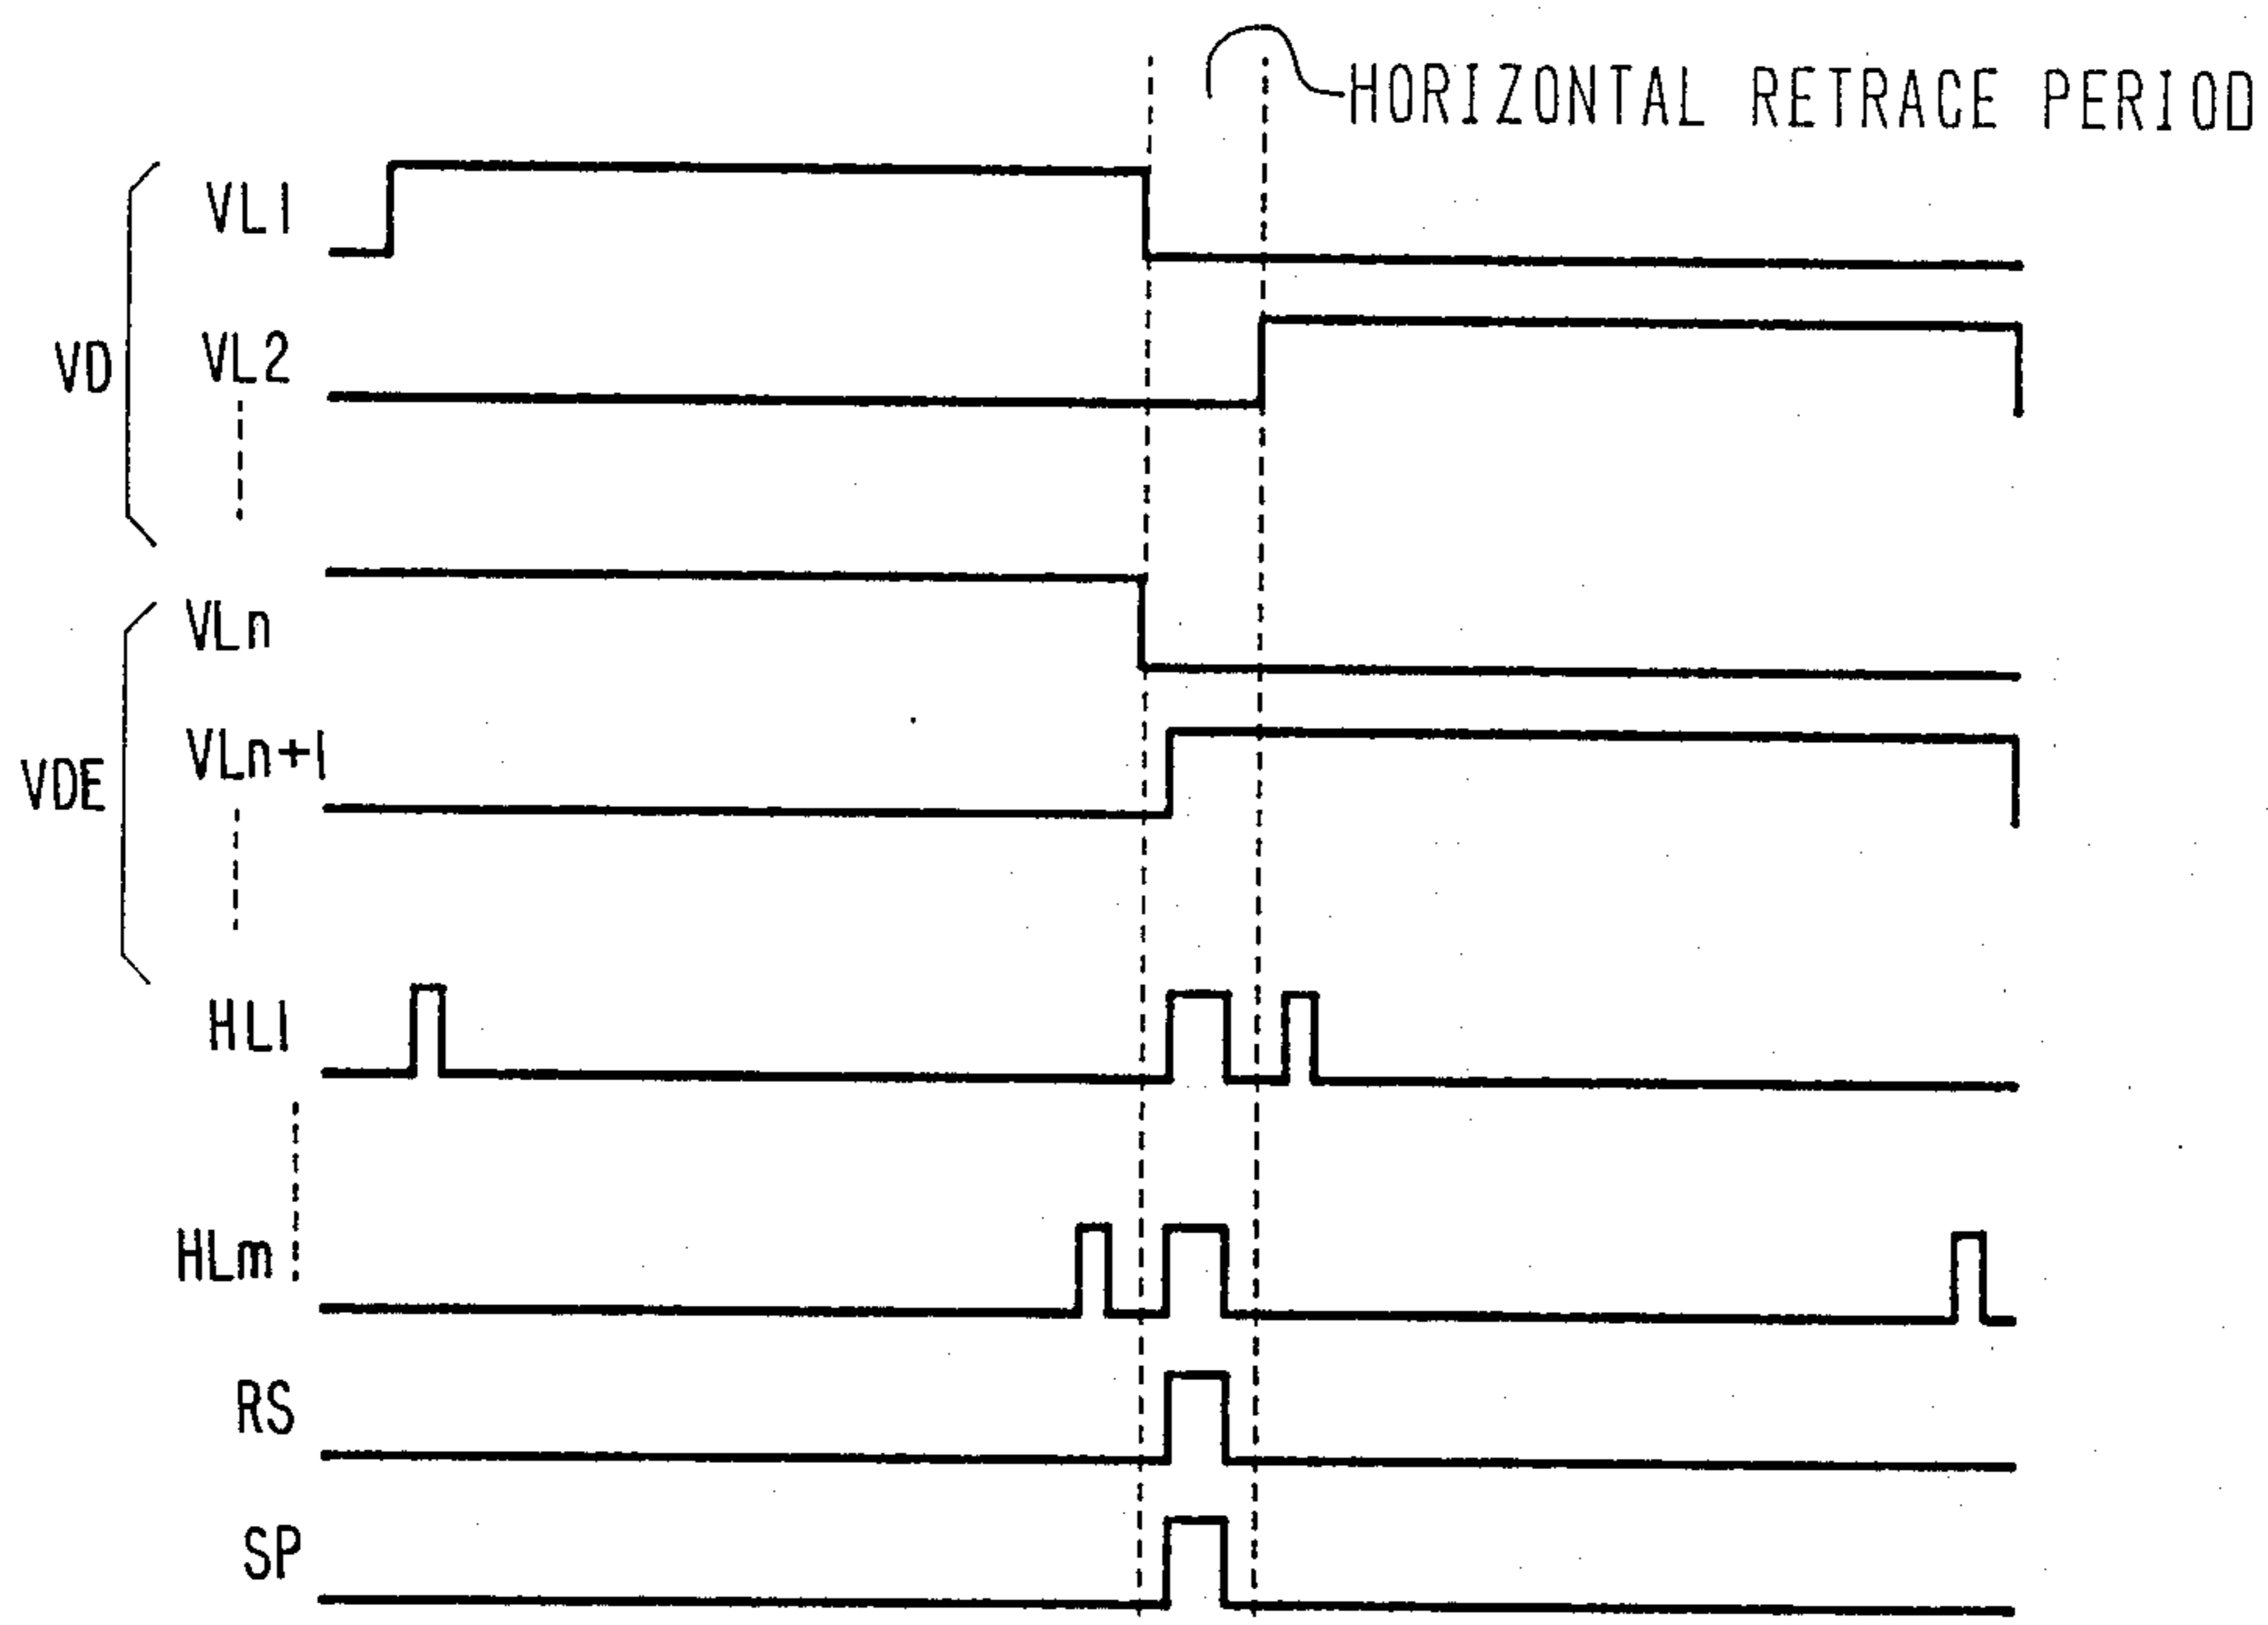 HORIZONTAL RETRACE PERIOD
VL1
VD
VL2
VLn
VLn+1
VDE
HL1
HLm
RS
SP